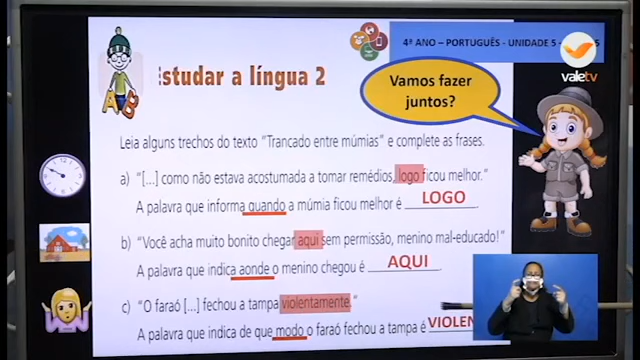 4º ANO – PORTUGUÊS - UNIDADE 5 -
valetv
Estudar a língua 2
Vamos fazer
juntos?
A B
Leia alguns trechos do texto "Trancado entre múmias" e complete as frases.
a) "[...] como não estava acostumada a tomar remédios, logo ficou melhor."
A palavra que informa quando a múmia ficou melhor é LOGO.
b) "Você acha muito bonito chegar aqui sem permissão, menino mal-educado!"
A palavra que indica aonde o menino chegou é AQUI.
c) "O faraó [...] fechou a tampa violentamente."
A palavra que indica de que modo o faraó fechou a tampa é VIOLEN